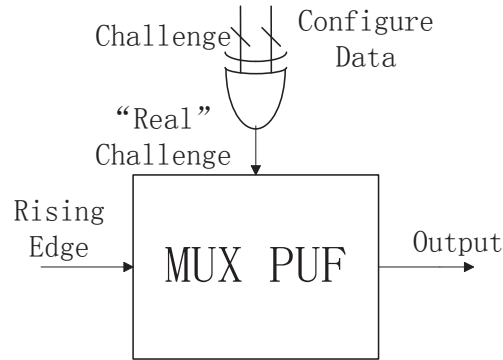 Challenge
Configure
Data
“Real”
Challenge
Rising
Edge
MUX PUF
Output